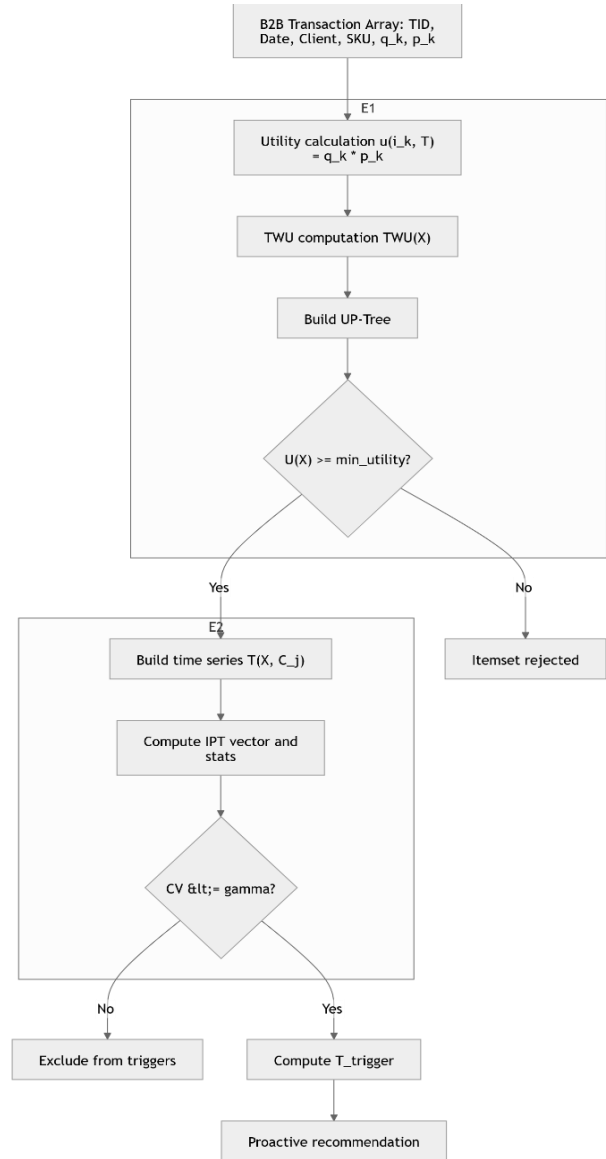 B2B Transaction Array: TID,
Date, Client, SKU, q_k, p_k
E1
Utility calculation u(i_k, T)
= q_k * p_k
TWU computation TWU(X)
Build UP-Tree
U(X) >= min_utility?
Yes
No
E2
Build time series T(X, C_j)
Itemset rejected
Compute IPT vector and
stats
CV &lt;= gamma?
No
Yes
Exclude from triggers
Compute T_trigger
Proactive recommendation